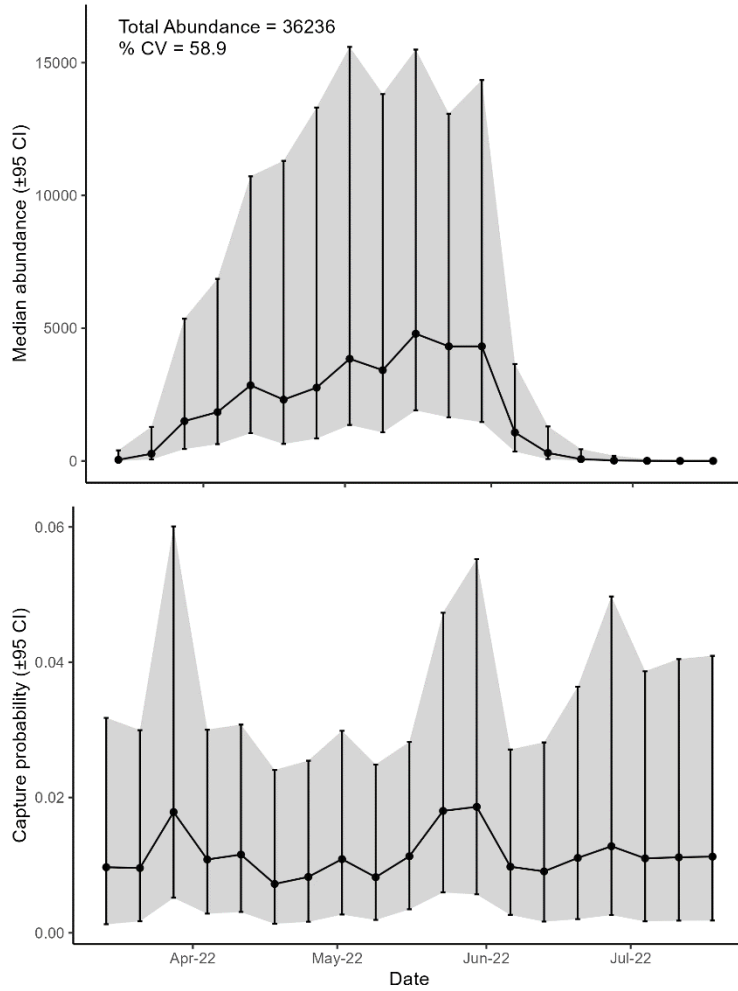 Total Abundance = 36236
% CV = 58.9
Median abundance (±95 CI)
15000
10000
5000
0
Capture probability (±95 CI)
0.06
0.04
0.02
0.00
Apr-22 May-22 Jun-22 Jul-22
Date